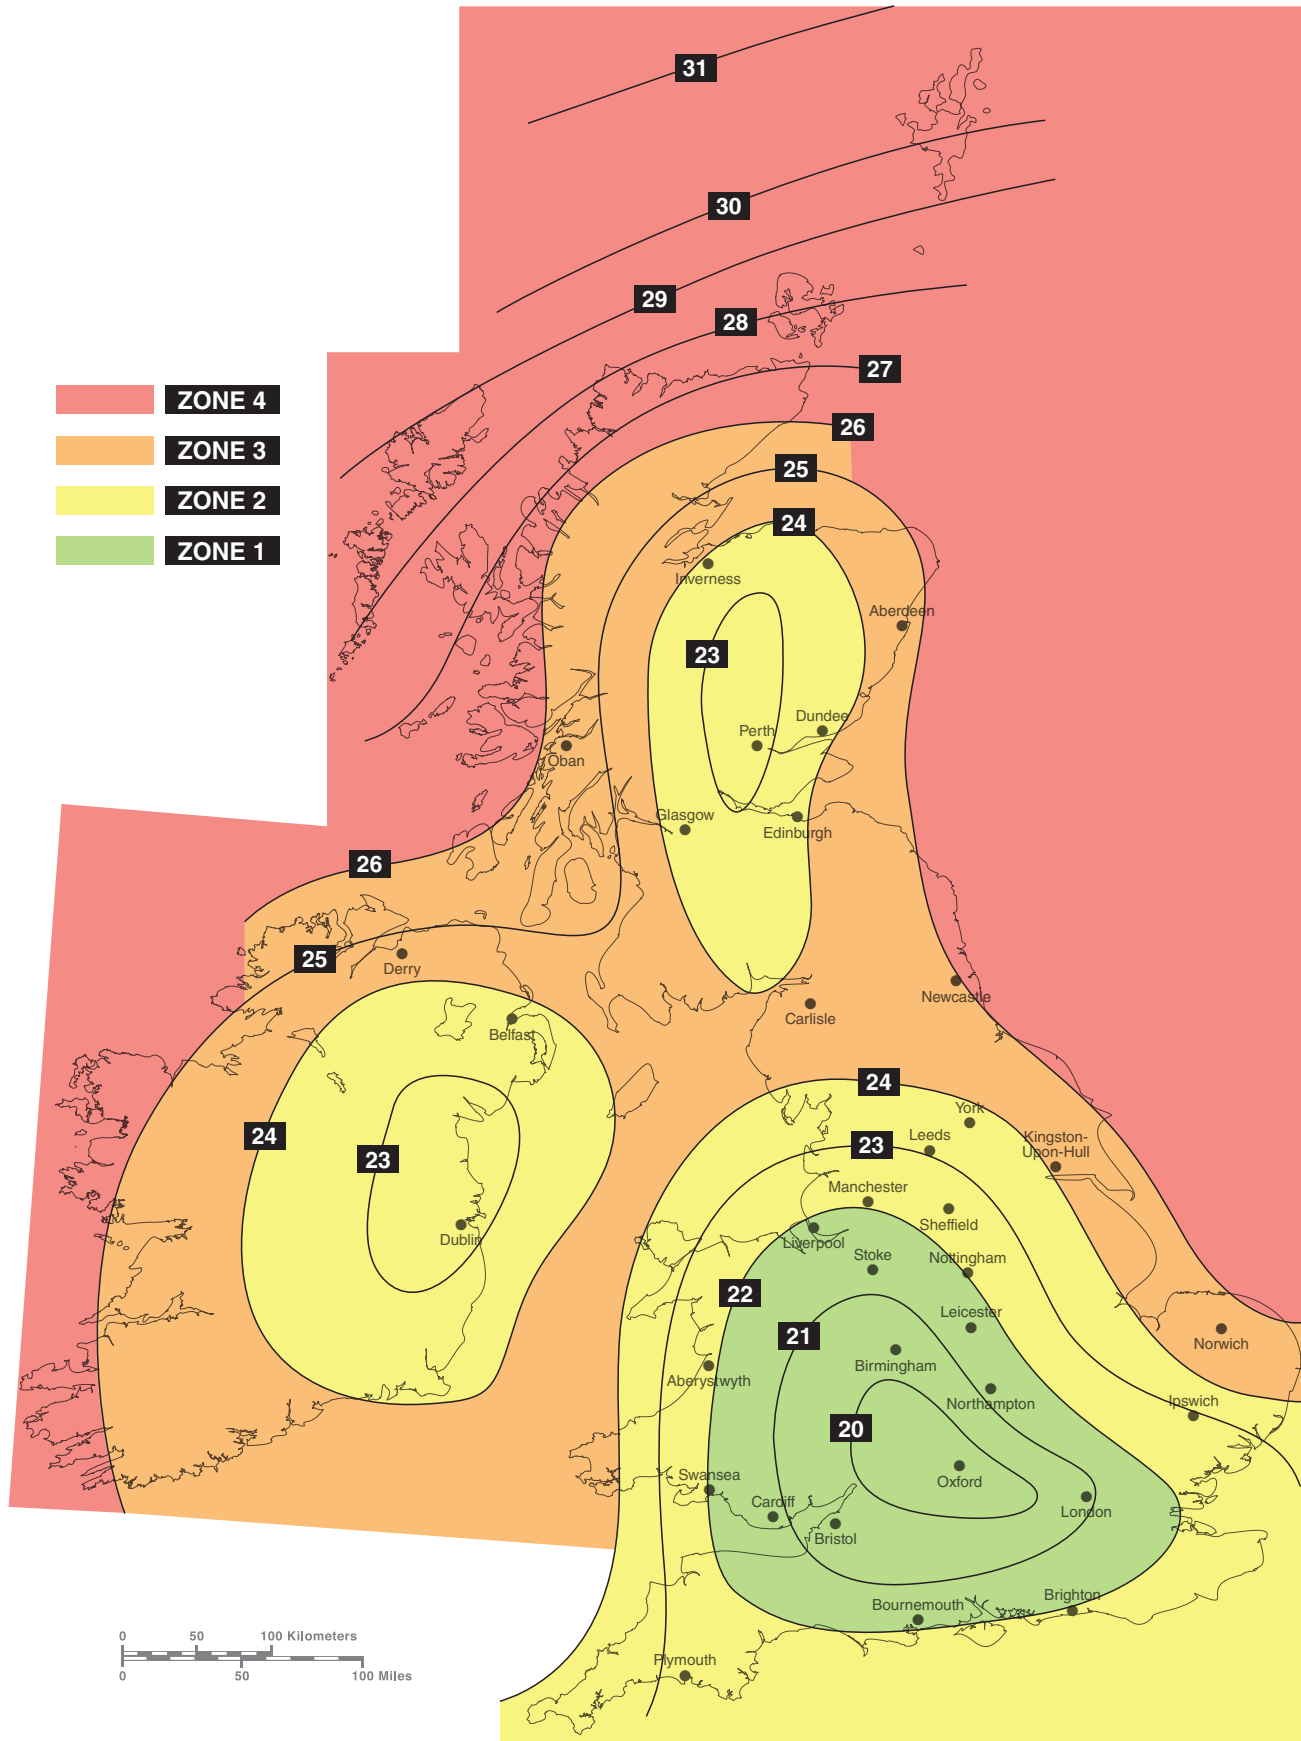 31
30
29
28
27
26
25
24
ZONE 4
ZONE 3
ZONE 2
ZONE 1
Inverness
Aberdeen
23
Dundee
Perth
Oban
Glasgow
Edinburgh
26
25
Derry
Newcastle
Carlisle
Belfast
24
York
24
23
Leeds
Kingston-
Upon-Hull
23
Manchester
Sheffield
Dublin
Liverpool
Stoke
Nottingham
22
Leicester
21
Norwich
Birmingham
Aberystwyth
Northampton
Ipswich
20
Swansea
Oxford
Cardiff
London
Bristol
Bournemouth
Brighton
0 50 100 Kilometers
Plymouth
0 50 100 Miles